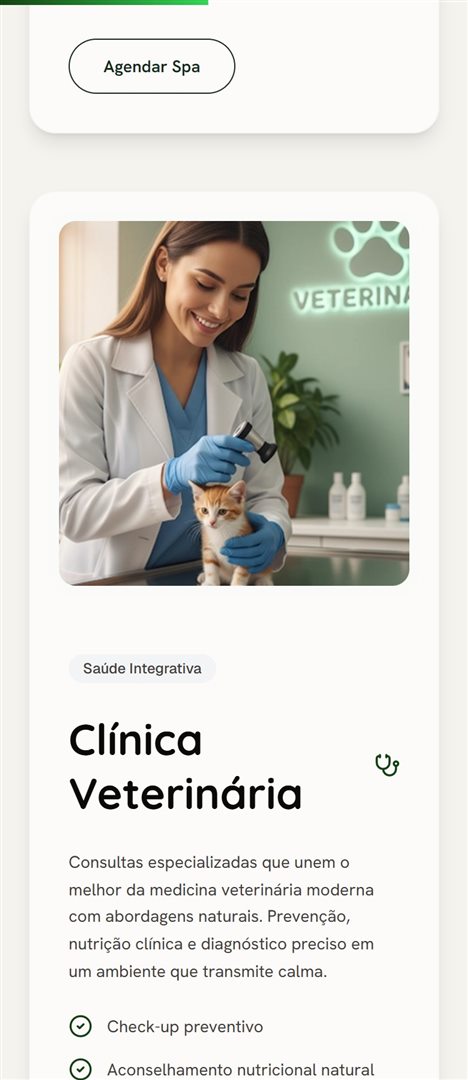 Agendar Spa
VETERINA
Saúde Integrativa
Clínica
Veterinária
Consultas especializadas que unem o
melhor da medicina veterinária moderna
com abordagens naturais. Prevenção,
nutrição clínica e diagnóstico preciso em
um ambiente que transmite calma.
Check-up preventivo
Aconselhamento nutricional natural